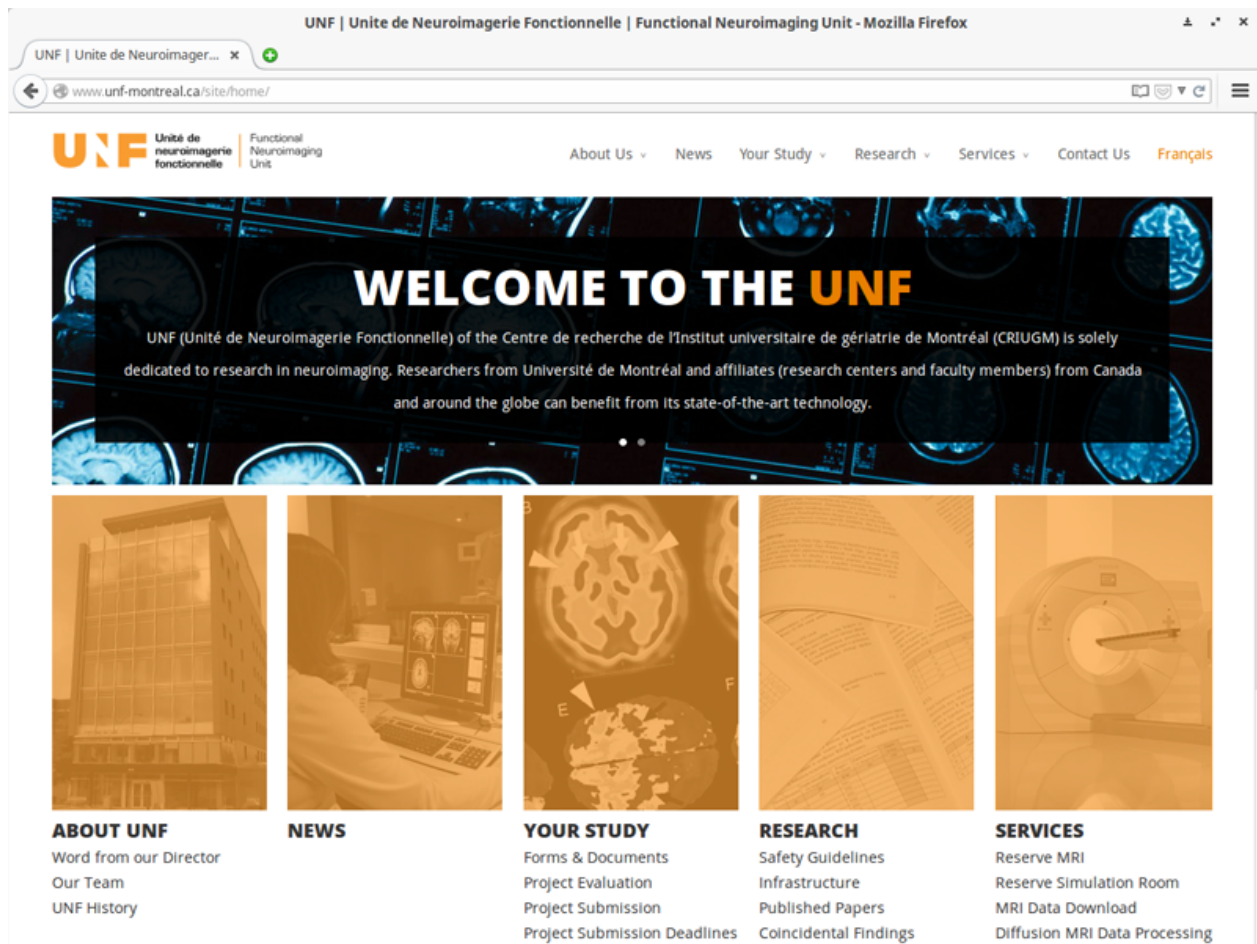 UNF | Unite de Neuroimagerie Fonctionnelle | Functional Neuroimaging Unit - Mozilla Firefox
UNF | Unite de Neuroimager...
www.unf-montreal.ca/site/home/
UNF
Unité de
neuroimagerie
fonctionnelle
Functional
Neuroimaging
Unit
About Us News Your Study Research Services Contact Us Français
WELCOME TO THE UNF
UNF (Unité de Neuroimagerie Fonctionnelle) of the Centre de recherche de l'Institut universitaire de gériatrie de Montréal (CRIUGM) is solely
dedicated to research in neuroimaging. Researchers from Université de Montréal and affiliates (research centers and faculty members) from Canada
and around the globe can benefit from its state-of-the-art technology.
B
E
F
ABOUT UNF
Word from our Director
Our Team
UNF History
NEWS
YOUR STUDY
Forms & Documents
Project Evaluation
Project Submission
Project Submission Deadlines
RESEARCH
Safety Guidelines
Infrastructure
Published Papers
Coincidental Findings
SERVICES
Reserve MRI
Reserve Simulation Room
MRI Data Download
Diffusion MRI Data Processing